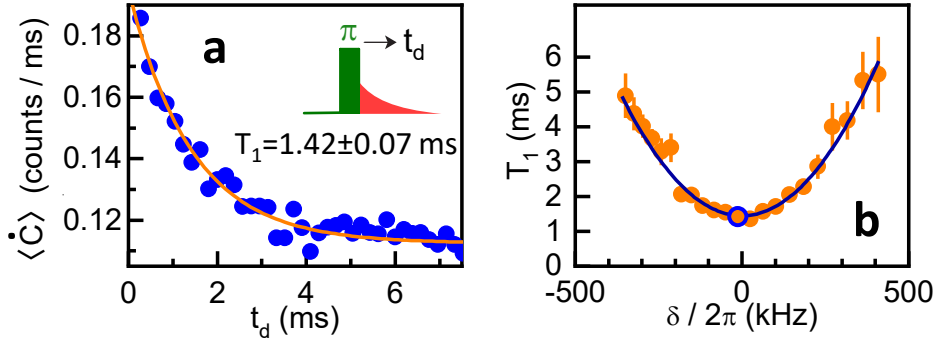 a
π → t_d
T_1=1.42±0.07 ms
0.18
0.16
0.14
0.12
⟨Ċ⟩ (counts / ms)
0 2 4 6
t_d (ms)
b
6
5
4
3
2
1
0
T_1 (ms)
-500 0 500
δ / 2π (kHz)